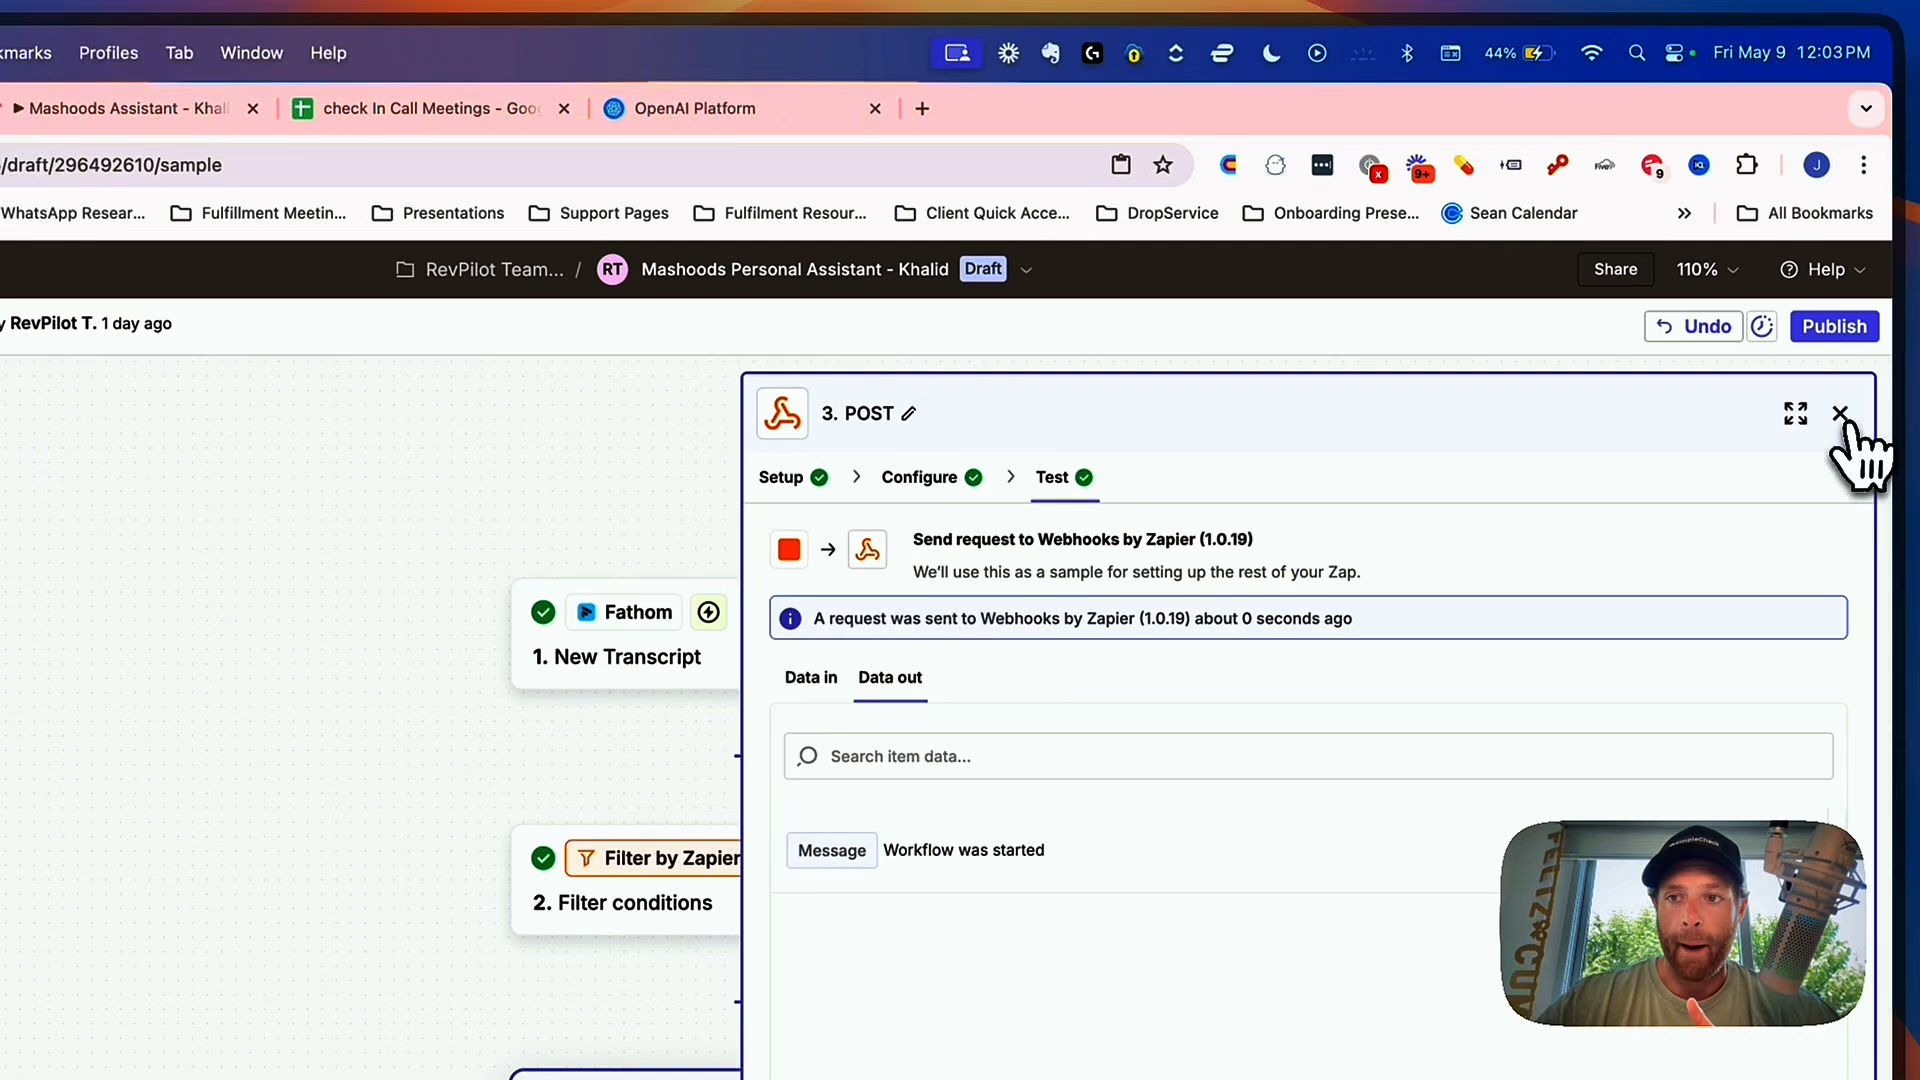 kmarks Profiles Tab Window Help 44% Fri May 9 12:03 PM
Mashoods Assistant - Khali check In Call Meetings - Goo OpenAI Platform
/draft/296492610/sample x 9+ Five9 9 IQ J
WhatsApp Resear... Fulfillment Meetin... Presentations Support Pages Fulfilment Resour... Client Quick Acce... DropService Onboarding Prese... Sean Calendar All Bookmarks
RevPilot Team... / RT Mashoods Personal Assistant - Khalid Draft Share 110% Help
y RevPilot T. 1 day ago Undo Publish
3. POST
Setup Configure Test
Send request to Webhooks by Zapier (1.0.19)
We'll use this as a sample for setting up the rest of your Zap.
A request was sent to Webhooks by Zapier (1.0.19) about 0 seconds ago
Fathom
1. New Transcript
Data in Data out
Search item data...
Message Workflow was started
Filter by Zapier
2. Filter conditions